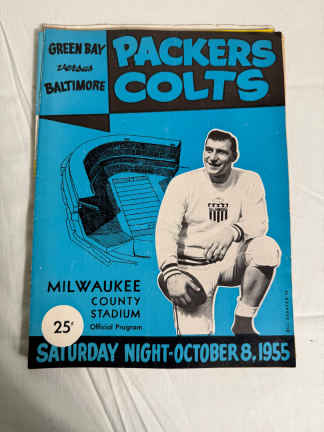 GREEN BAY
versus
BALTIMORE
PACKERS
COLTS
MILWAUKEE
COUNTY
STADIUM
Official Program
25¢
SATURDAY NIGHT-OCTOBER 8, 1955